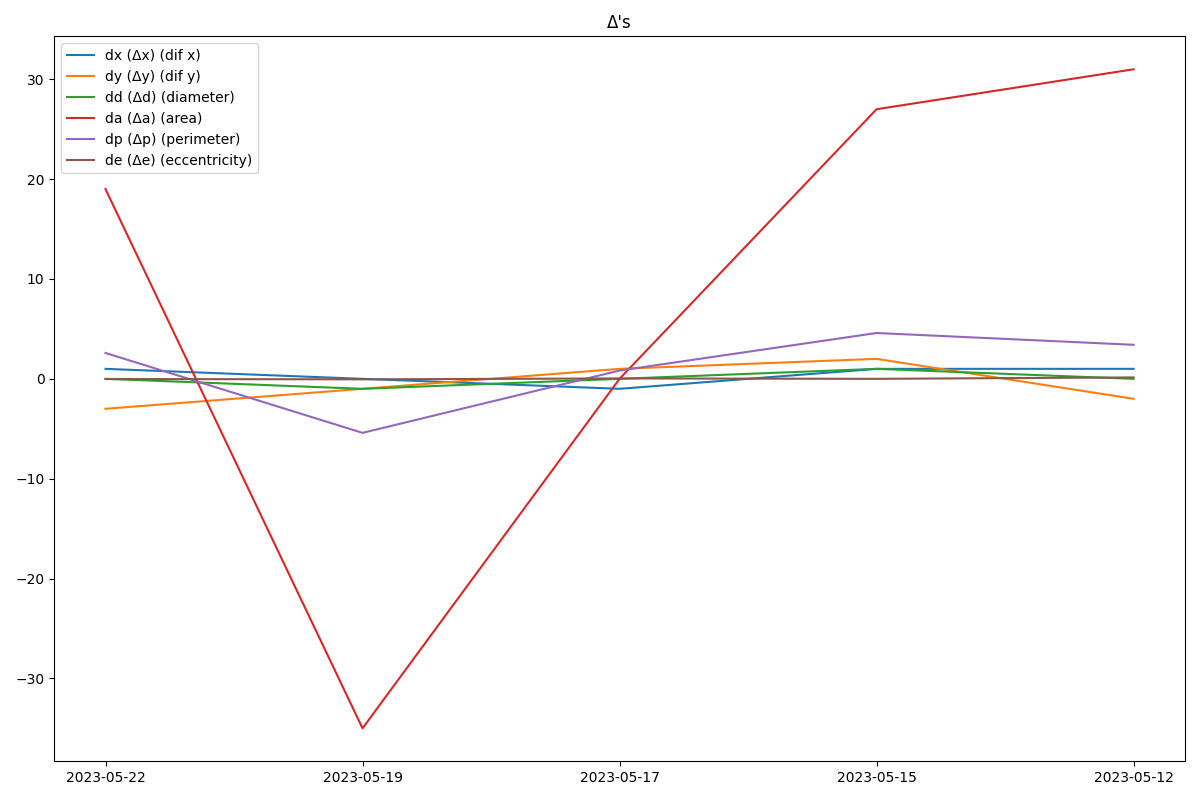 Δ's
dx (Δx) (dif x)
dy (Δy) (dif y)
dd (Δd) (diameter)
da (Δa) (area)
dp (Δp) (perimeter)
de (Δe) (eccentricity)
30
20
10
0
−10
−20
−30
2023-05-22
2023-05-19
2023-05-17
2023-05-15
2023-05-12